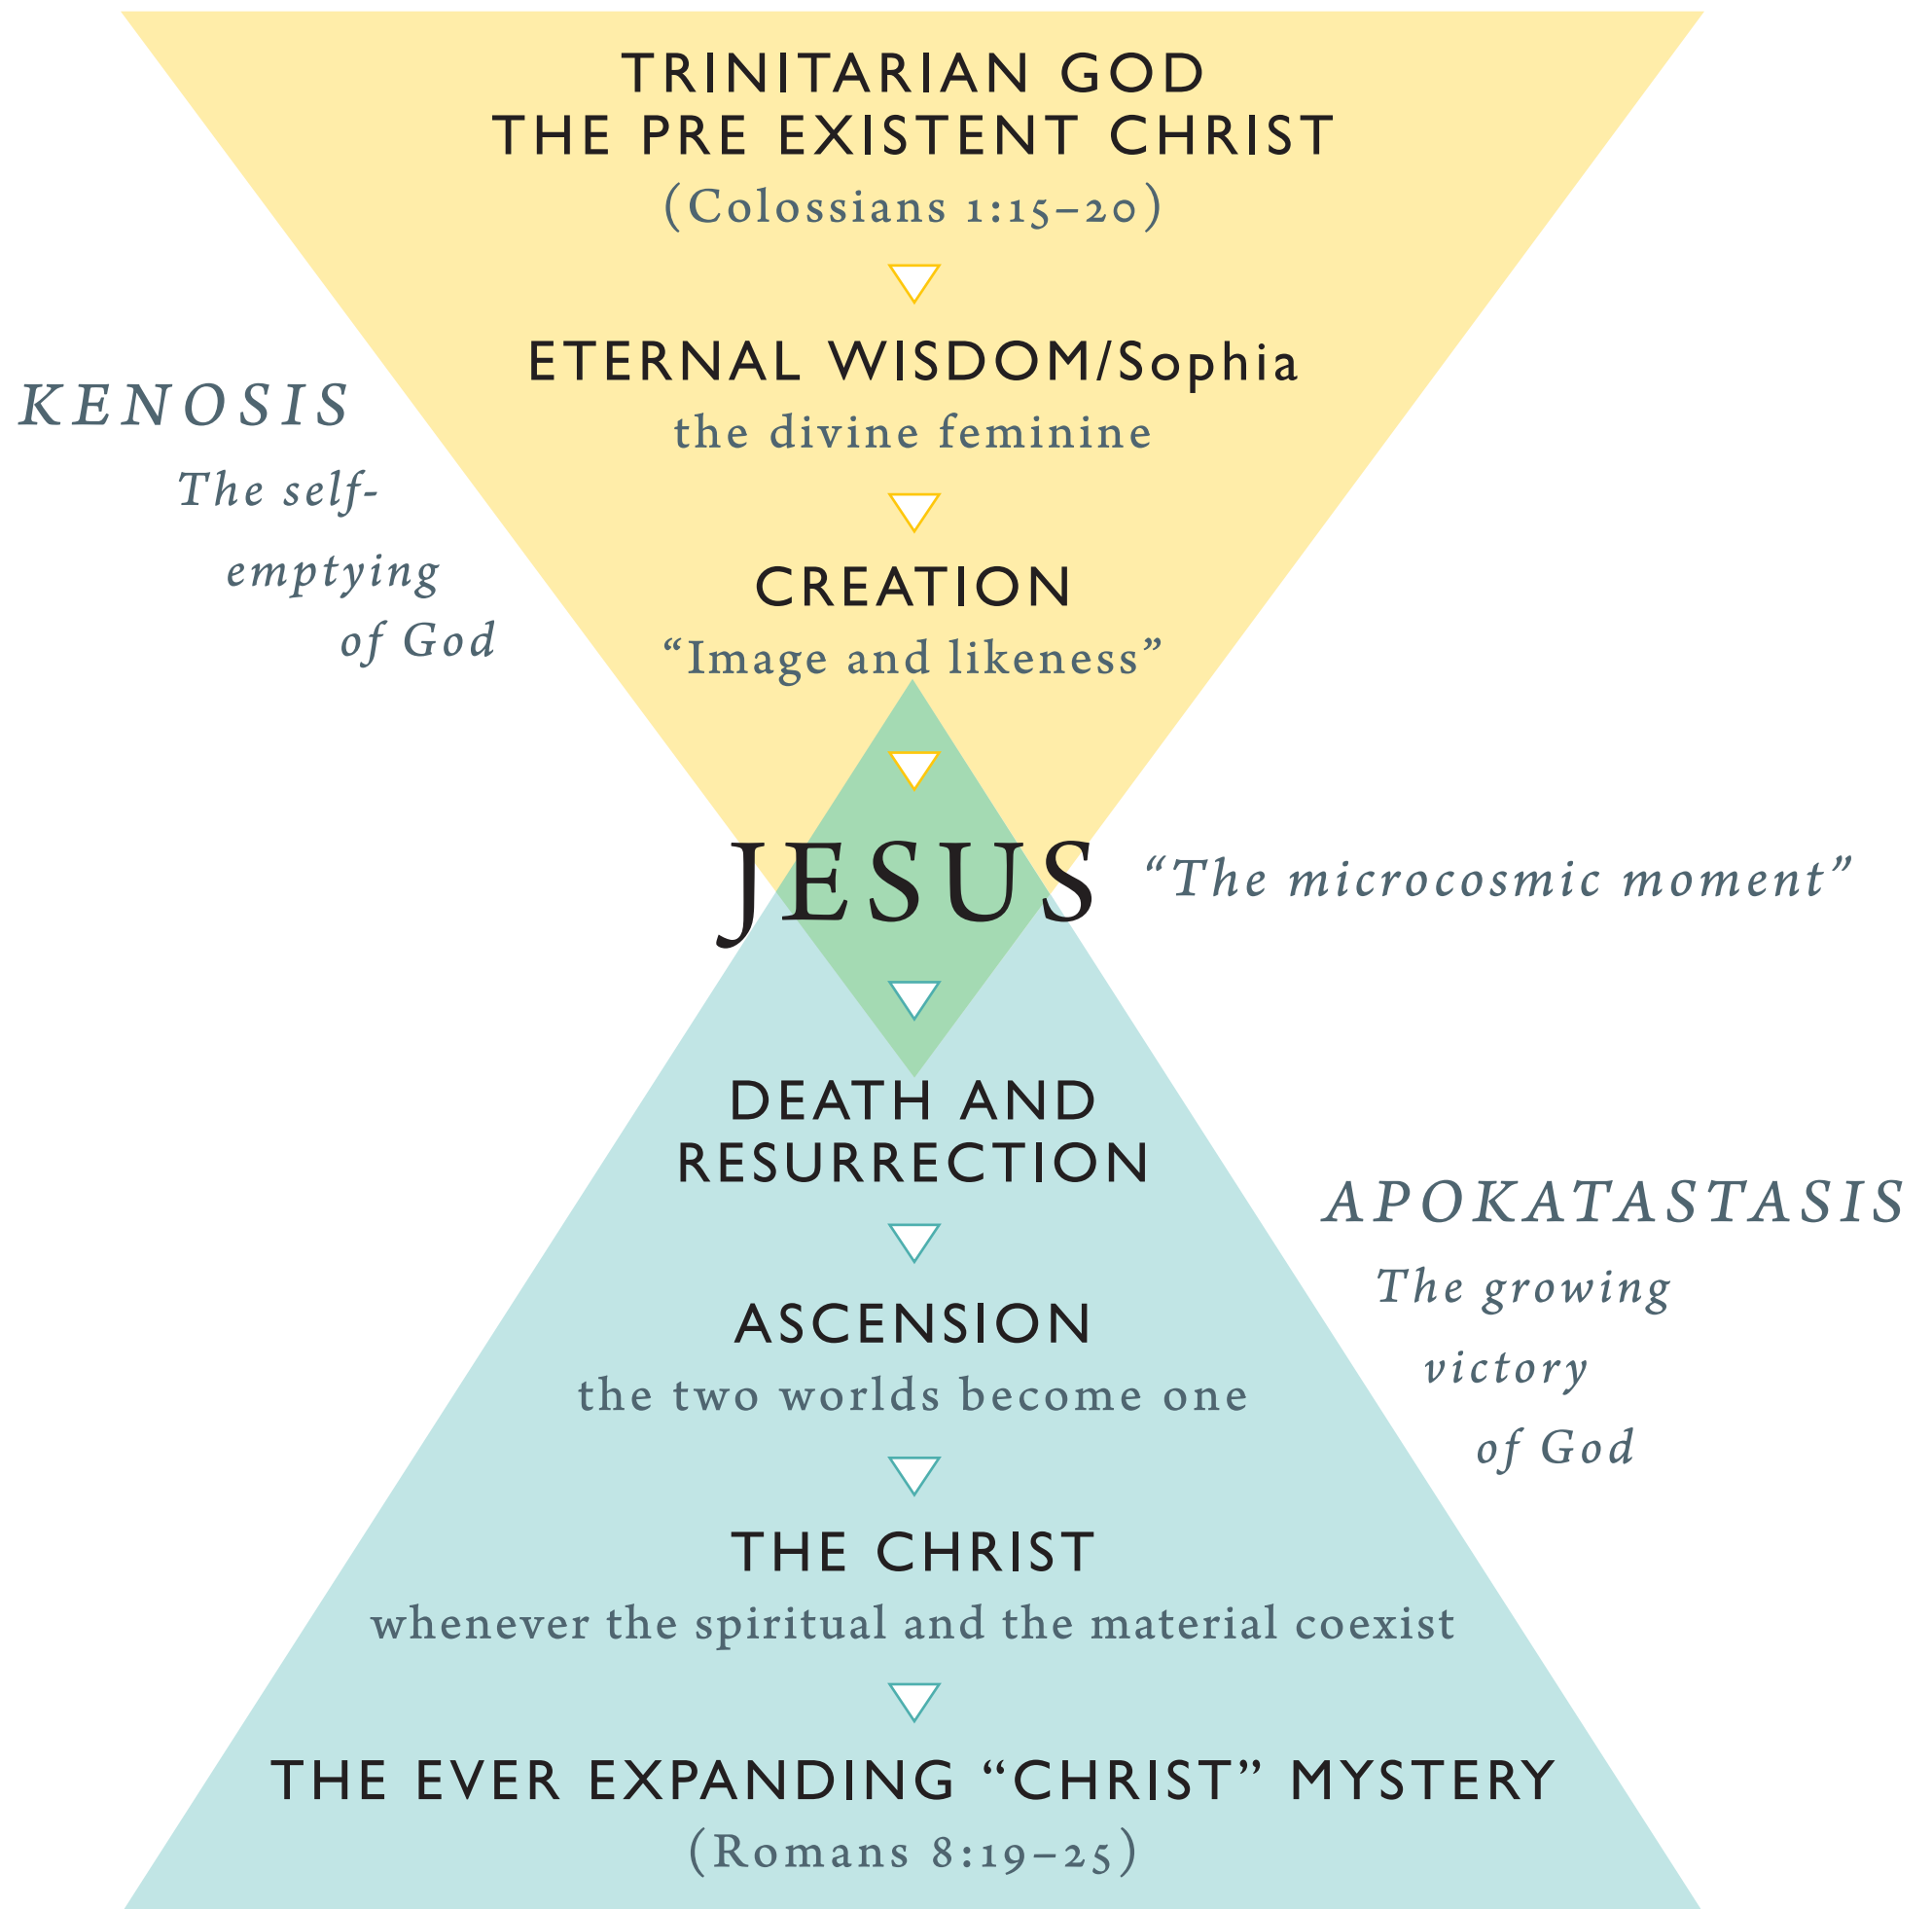 TRINITARIAN GOD
THE PRE EXISTENT CHRIST
(Colossians 1:15–20)
ETERNAL WISDOM/Sophia
the divine feminine
KENOSIS
The self-
emptying
of God
CREATION
“Image and likeness”
JESUS
“The microcosmic moment”
DEATH AND
RESURRECTION
APOKATASTASIS
The growing
victory
of God
ASCENSION
the two worlds become one
THE CHRIST
whenever the spiritual and the material coexist
THE EVER EXPANDING “CHRIST” MYSTERY
(Romans 8:19–25)